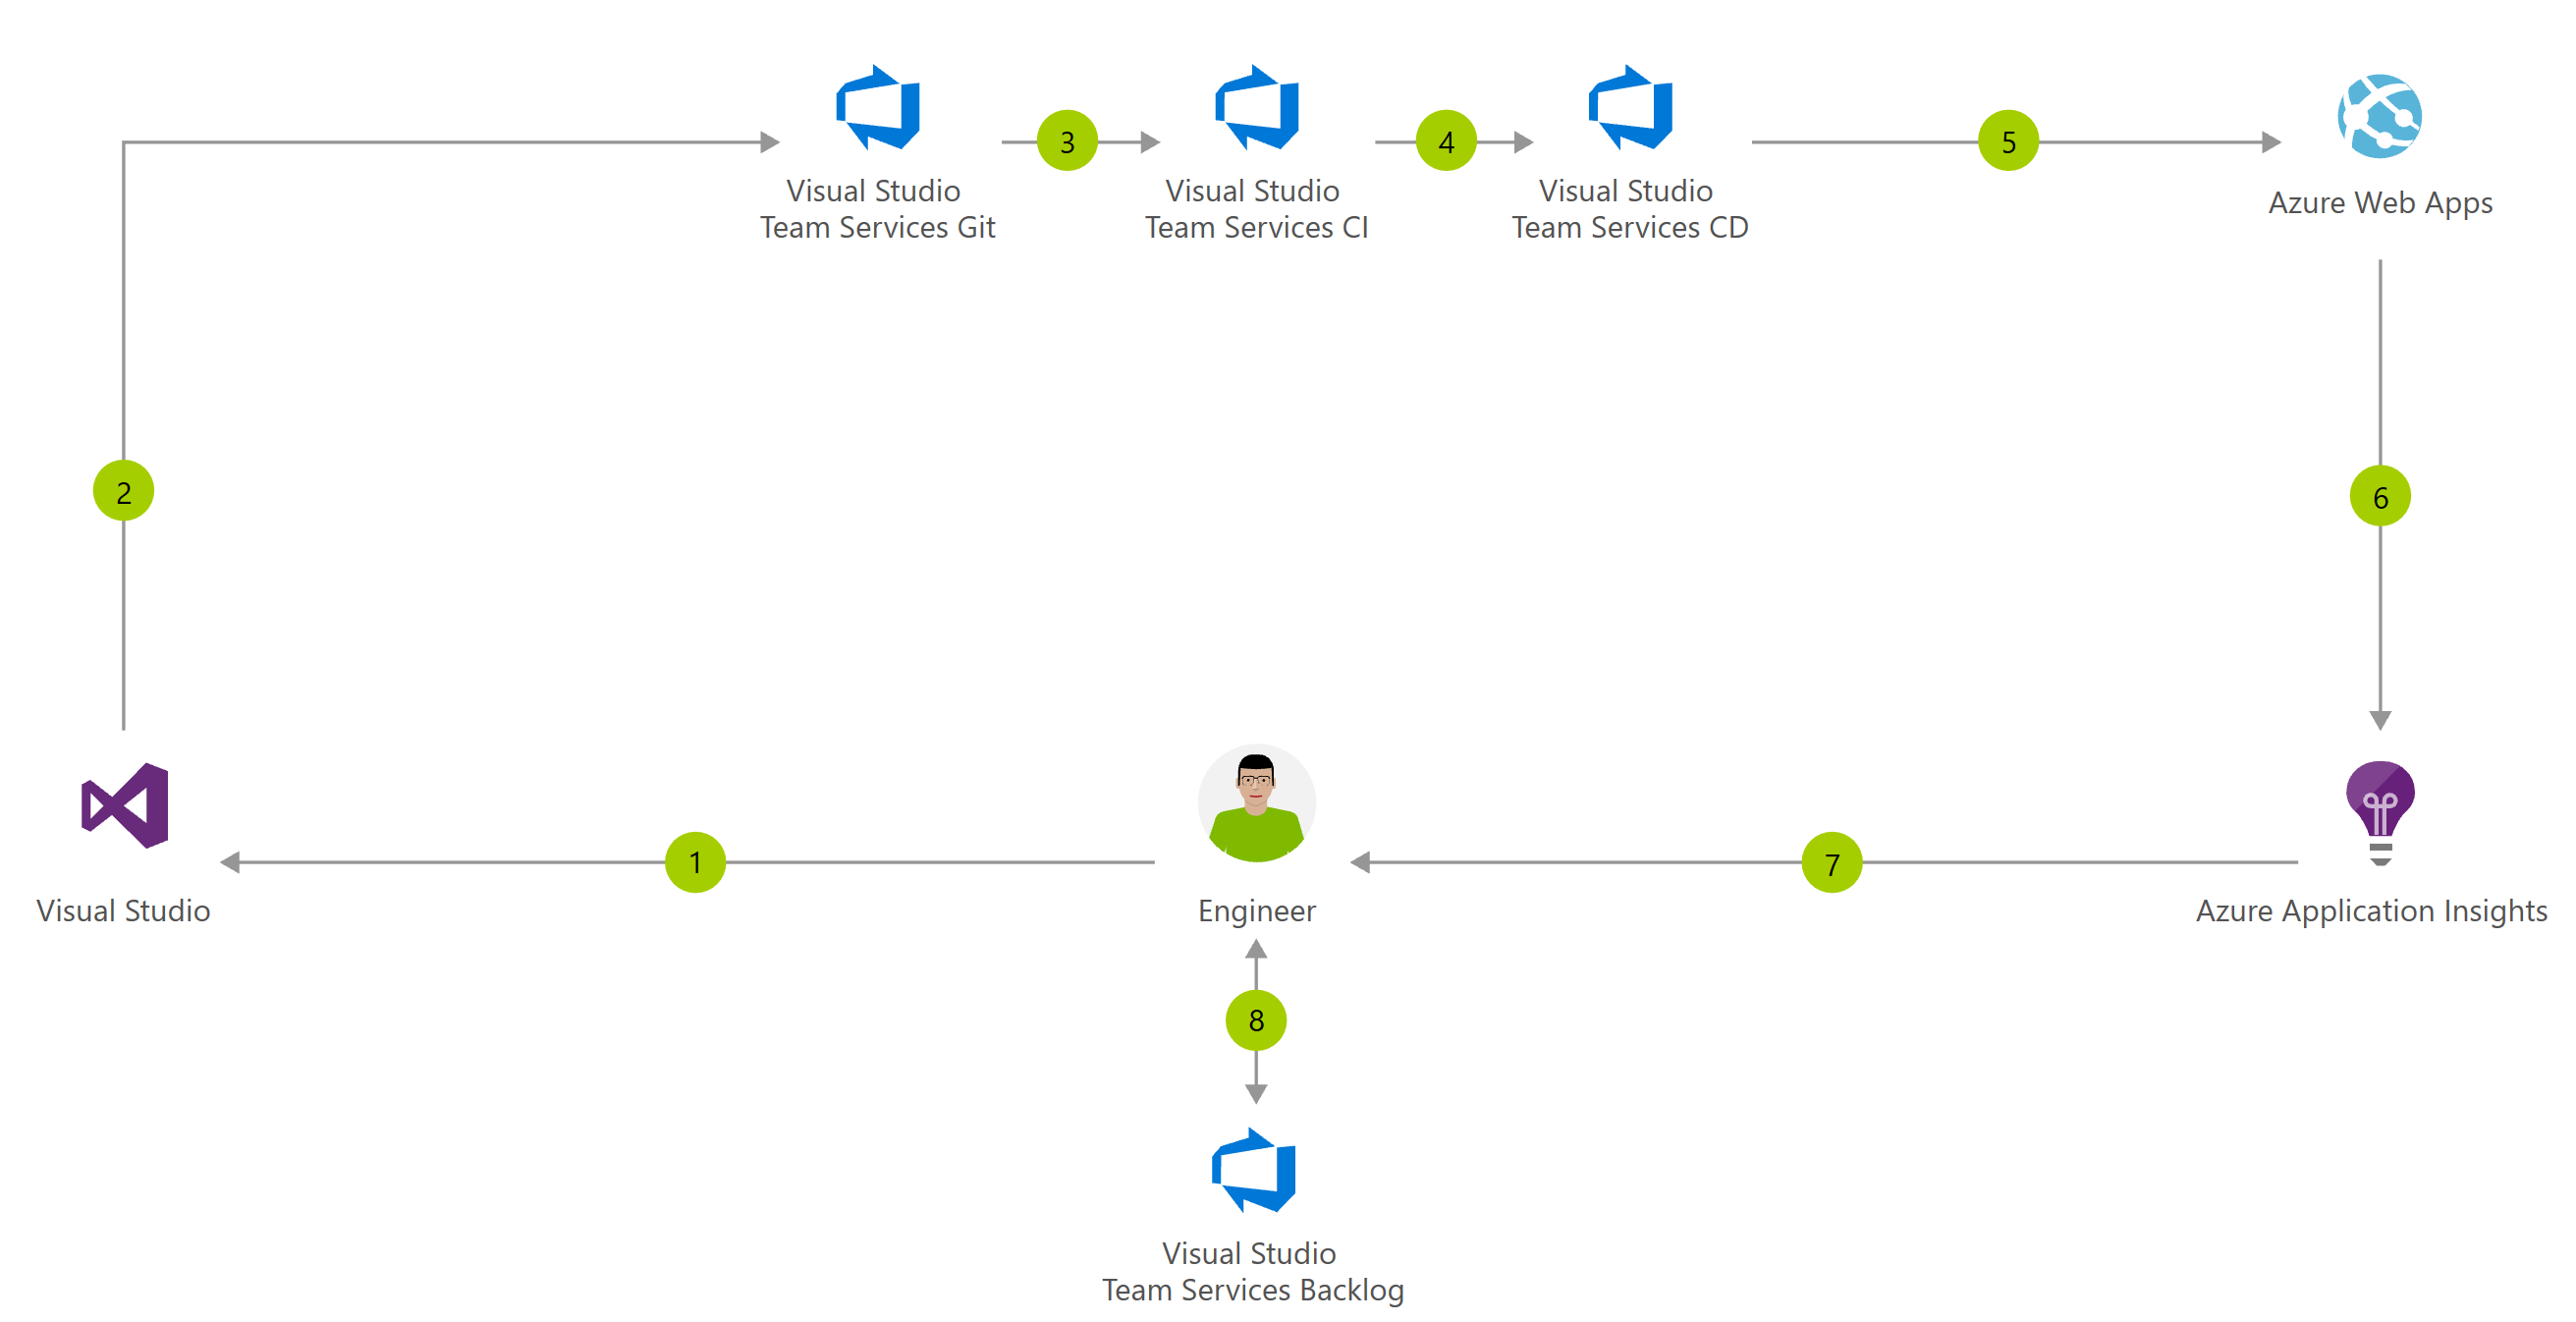 Visual Studio
Team Services Git
3
Visual Studio
Team Services CI
4
Visual Studio
Team Services CD
5
Azure Web Apps
2
6
Visual Studio
1
Engineer
7
Azure Application Insights
8
Visual Studio
Team Services Backlog